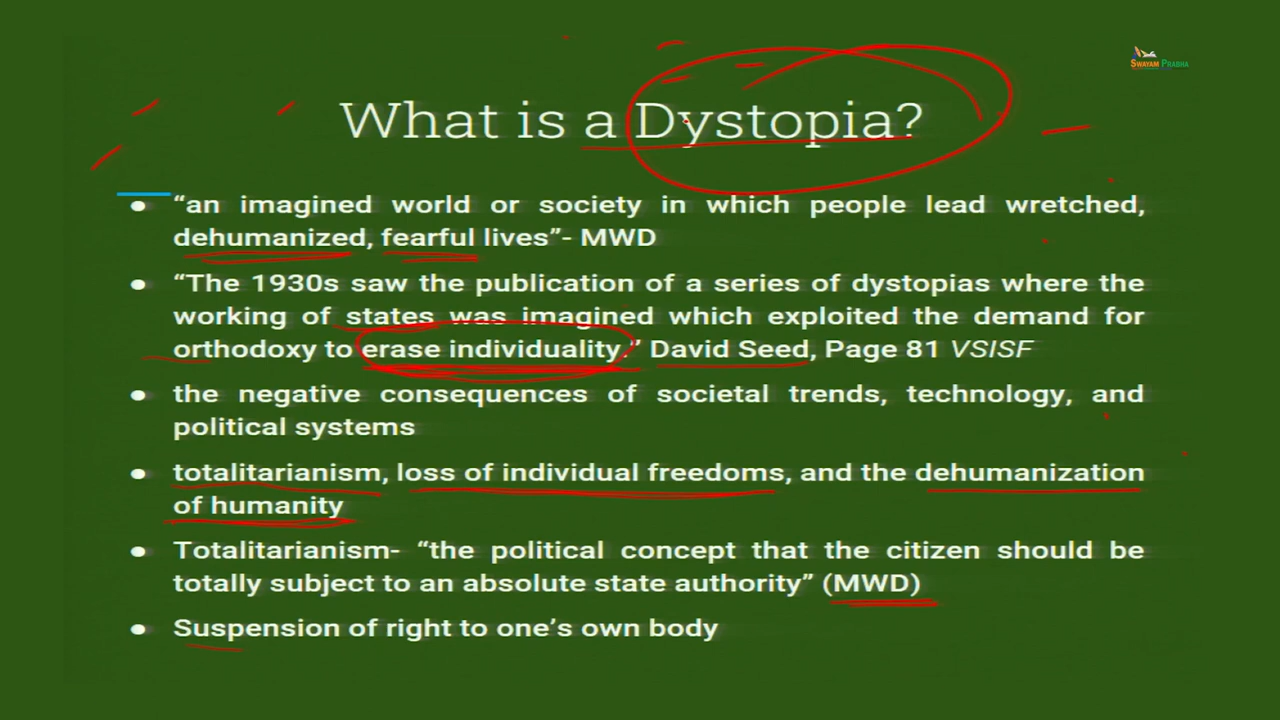 SWAYAM PRABHA
What is a Dystopia?
● “an imagined world or society in which people lead wretched,
dehumanized, fearful lives”- MWD
● “The 1930s saw the publication of a series of dystopias where the
working of states was imagined which exploited the demand for
orthodoxy to erase individuality.” David Seed, Page 81 VSISF
● the negative consequences of societal trends, technology, and
political systems
● totalitarianism, loss of individual freedoms, and the dehumanization
of humanity
● Totalitarianism- “the political concept that the citizen should be
totally subject to an absolute state authority” (MWD)
● Suspension of right to one’s own body